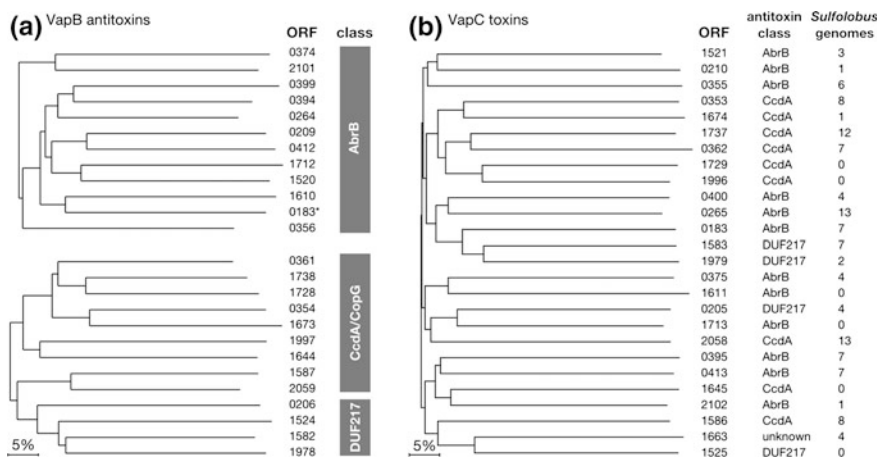 (a) VapB antitoxins
ORF class
0374
2101
0399
0394
0264
0209
0412
1712
1520
1610
0183*
0356
AbrB
0361
1738
1728
0354
1673
1997
1644
1587
2059
CcdA/CopG
0206
1524
1582
1978
DUF217
5%
(b) VapC toxins
ORF antitoxin class Sulfolobus genomes
1521 AbrB 3
0210 AbrB 1
0355 AbrB 6
0353 CcdA 8
1674 CcdA 1
1737 CcdA 12
0362 CcdA 7
1729 CcdA 0
1996 CcdA 0
0400 AbrB 4
0265 AbrB 13
0183 AbrB 7
1583 DUF217 7
1979 DUF217 2
0375 AbrB 4
1611 AbrB 0
0205 DUF217 4
1713 AbrB 0
2058 CcdA 13
0395 AbrB 7
0413 AbrB 7
1645 CcdA 0
2102 AbrB 1
1586 CcdA 8
1663 unknown 4
1525 DUF217 0
5%